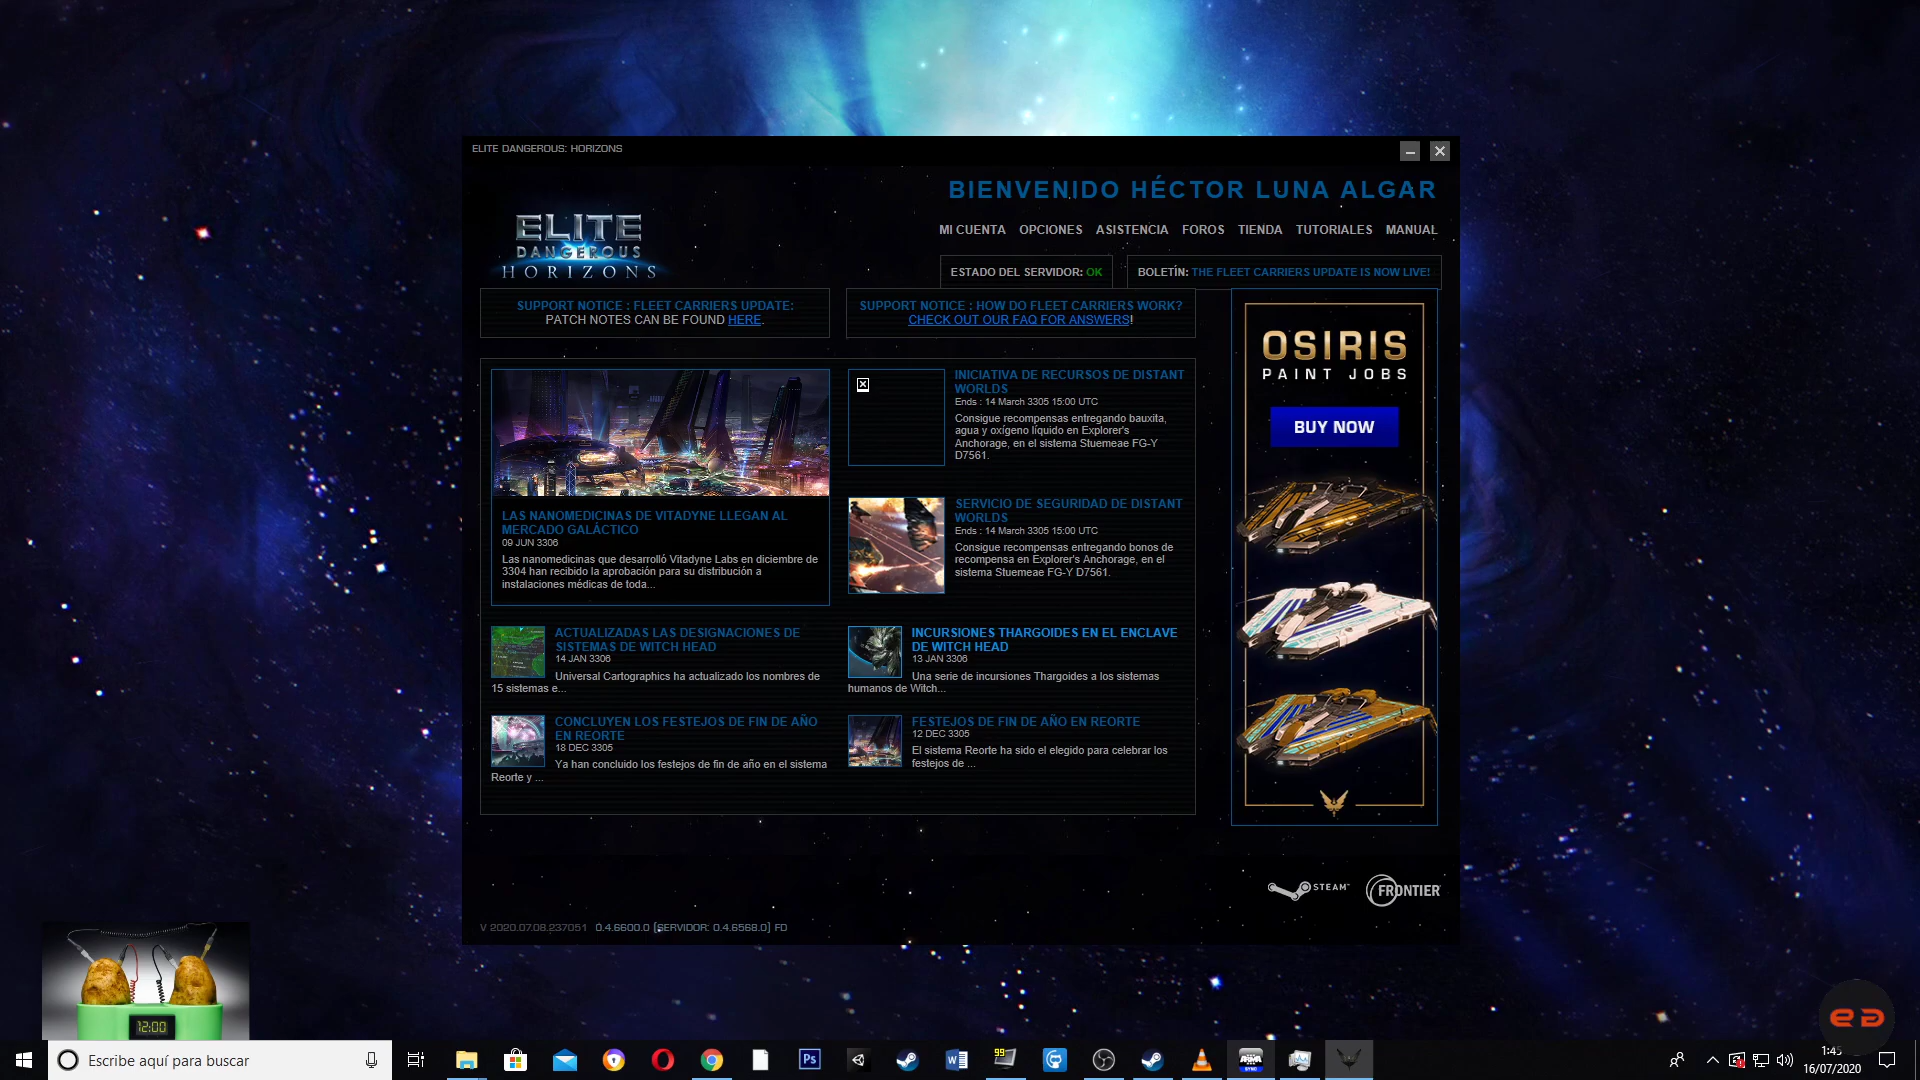 ELITE DANGEROUS: HORIZONS
BIENVENIDO HÉCTOR LUNA ALGAR
ELITE
DANGEROUS
HORIZONS
MI CUENTA OPCIONES ASISTENCIA FOROS TIENDA TUTORIALES MANUAL
ESTADO DEL SERVIDOR: OK
BOLETÍN: THE FLEET CARRIERS UPDATE IS NOW LIVE!
SUPPORT NOTICE : FLEET CARRIERS UPDATE:
PATCH NOTES CAN BE FOUND HERE.
SUPPORT NOTICE : HOW DO FLEET CARRIERS WORK?
CHECK OUT OUR FAQ FOR ANSWERS!
LAS NANOMEDICINAS DE VITADYNE LLEGAN AL
MERCADO GALÁCTICO
09 JUN 3306
Las nanomedicinas que desarrolló Vitadyne Labs en diciembre de
3304 han recibido la aprobación para su distribución a
instalaciones médicas de toda...
INICIATIVA DE RECURSOS DE DISTANT
WORLDS
Ends : 14 March 3305 15:00 UTC
Consigue recompensas entregando bauxita,
agua y oxígeno líquido en Explorer's
Anchorage, en el sistema Stuemeae FG-Y
D7561.
SERVICIO DE SEGURIDAD DE DISTANT
WORLDS
Ends : 14 March 3305 15:00 UTC
Consigue recompensas entregando bonos de
recompensa en Explorer's Anchorage, en el
sistema Stuemeae FG-Y D7561.
ACTUALIZADAS LAS DESIGNACIONES DE
SISTEMAS DE WITCH HEAD
14 JAN 3306
Universal Cartographics ha actualizado los nombres de
15 sistemas e...
INCURSIONES THARGOIDES EN EL ENCLAVE
DE WITCH HEAD
13 JAN 3306
Una serie de incursiones Thargoides a los sistemas
humanos de Witch...
CONCLUYEN LOS FESTEJOS DE FIN DE AÑO
EN REORTE
18 DEC 3305
Ya han concluido los festejos de fin de año en el sistema
Reorte y ...
FESTEJOS DE FIN DE AÑO EN REORTE
12 DEC 3305
El sistema Reorte ha sido el elegido para celebrar los
festejos de ...
OSIRIS
PAINT JOBS
BUY NOW
STEAM
FRONTIER
V 2020.07.08.237051 0.4.6600.0 [SERVIDOR: 0.4.6568.0] FD
12:00
Escribe aquí para buscar
Ps
99
1:45
16/07/2020